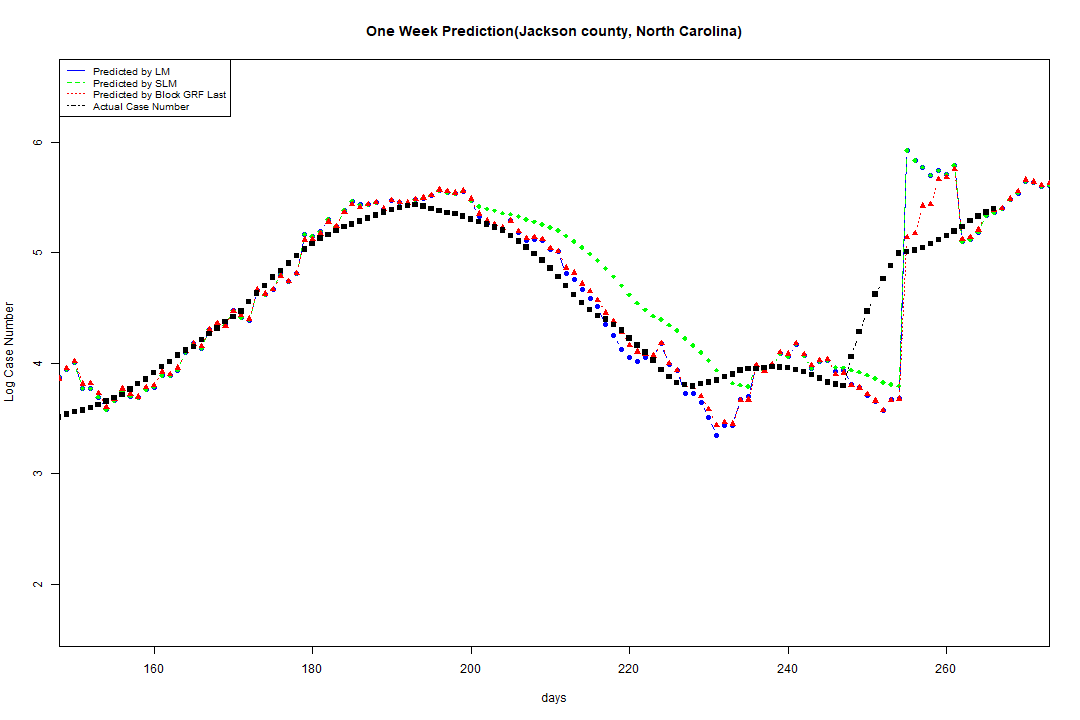 One Week Prediction(Jackson county, North Carolina)
Predicted by LM
Predicted by SLM
Predicted by Block GRF Last
Actual Case Number
Log Case Number
6
5
4
3
2
160 180 200 220 240 260
days